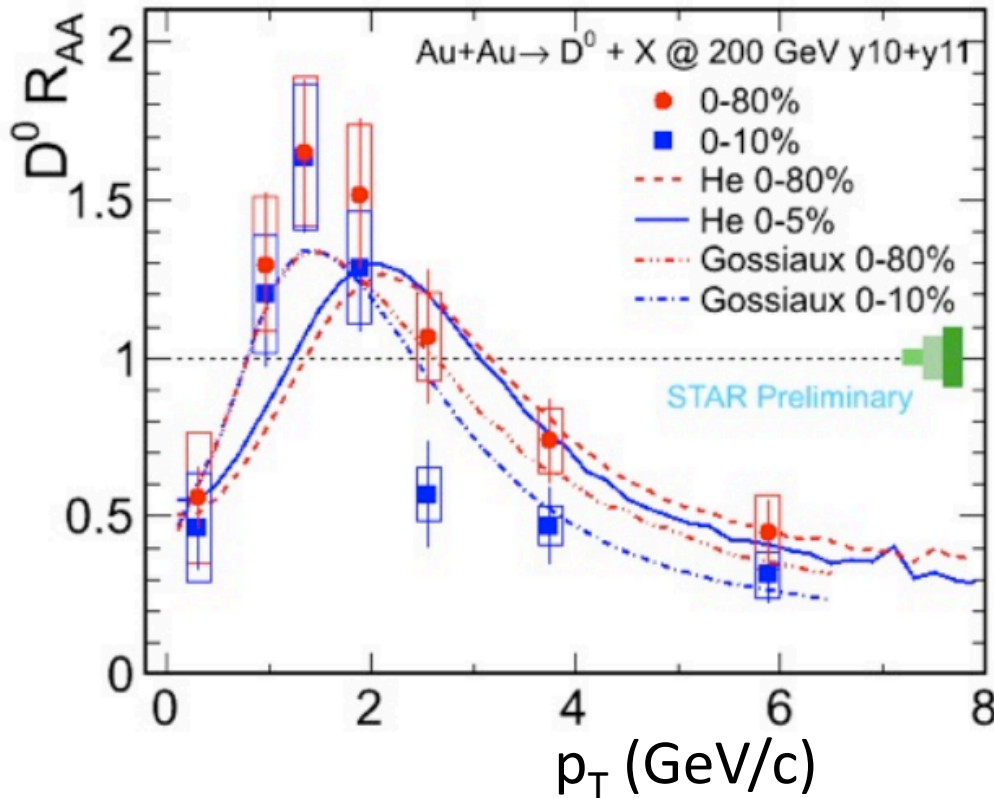 Au+Au→ D⁰ + X @ 200 GeV y10+y11
0-80%
0-10%
He 0-80%
He 0-5%
Gossiaux 0-80%
Gossiaux 0-10%
STAR Preliminary
D⁰ R_AA
2
1.5
1
0.5
0
0 2 4 6 8
p_T (GeV/c)